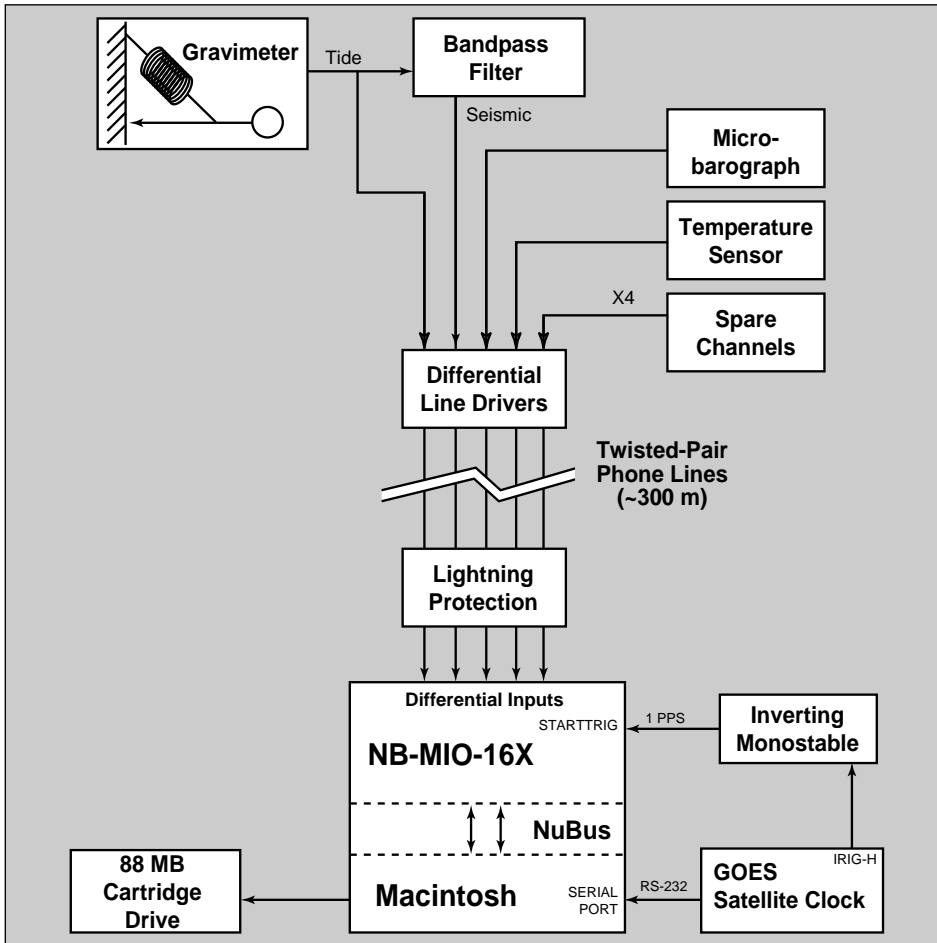 Gravimeter
Tide
Bandpass
Filter
Seismic
Micro-
barograph
Temperature
Sensor
X4
Spare
Channels
Differential
Line Drivers
Twisted-Pair
Phone Lines
(~300 m)
Lightning
Protection
Differential Inputs
STARTTRIG
1 PPS
Inverting
Monostable
NB-MIO-16X
NuBus
88 MB
Cartridge
Drive
Macintosh
SERIAL
PORT
RS-232
IRIG-H
GOES
Satellite Clock